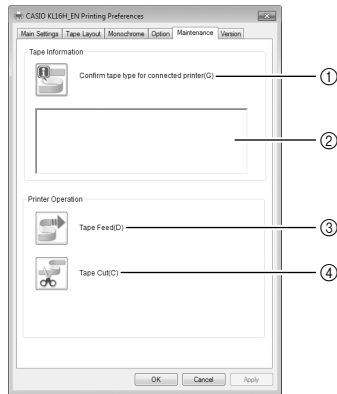 CASIO KL16H_EN Printing Preferences
Main Settings Tape Layout Monochrome Option Maintenance Version
Tape Information
Confirm tape type for connected printer(G) ①
②
Printer Operation
Tape Feed(D) ③
Tape Cut(C) ④
OK Cancel Apply